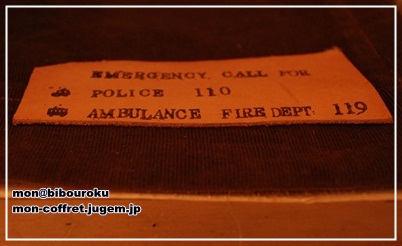 EMERGENCY CALL FOR
POLICE 110
AMBULANCE FIRE DEPT. 119
mon@bibouroku
mon-coffret.jugem.jp